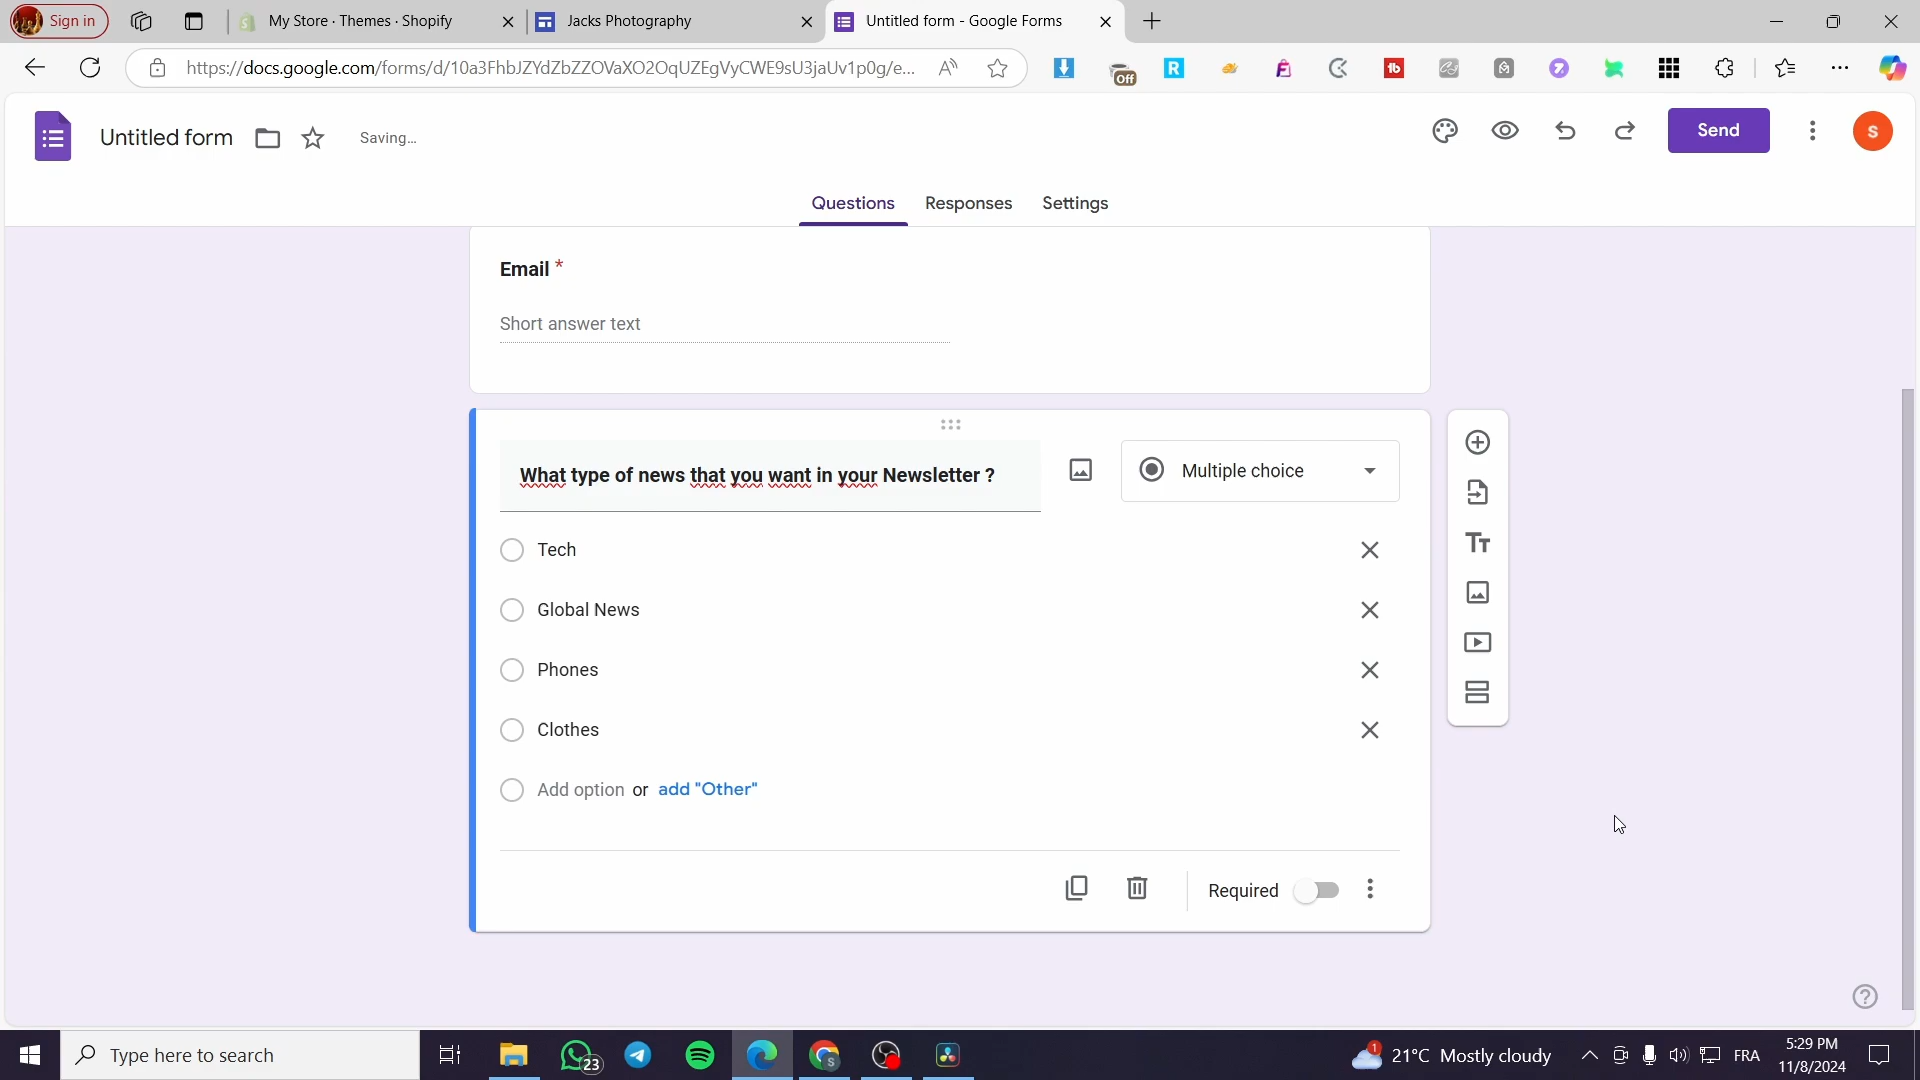 Sign in
My Store · Themes · Shopify
Jacks Photography
Untitled form - Google Forms
https://docs.google.com/forms/d/10a3FhbJZYdZbZZOVaXO2OqUZEgVyCWE9sU3jaUv1p0g/e...
Off
Untitled form
Saving...
Send
S
Questions
Responses
Settings
Email *
Short answer text
What type of news that you want in your Newsletter ?
Multiple choice
Tech
Global News
Phones
Clothes
Add option or add "Other"
Required
Type here to search
23
1
21°C Mostly cloudy
FRA
5:29 PM
11/8/2024